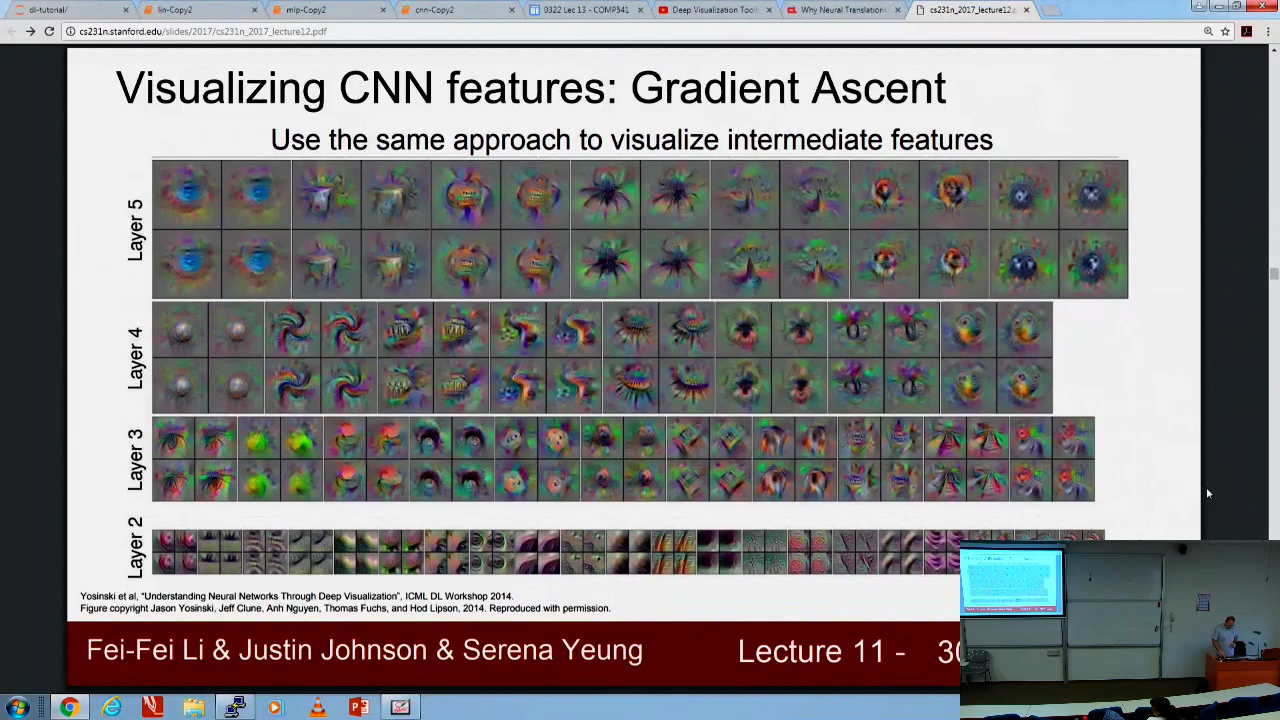 dl-tutorial/
lin-Copy2
mlp-Copy2
cnn-Copy2
0322 Lec 13 - COMP541
Deep Visualization Toolb
Why Neural Translations
cs231n_2017_lecture12.p
cs231n.stanford.edu/slides/2017/cs231n_2017_lecture12.pdf
Visualizing CNN features: Gradient Ascent
Use the same approach to visualize intermediate features
Layer 5
Layer 4
Layer 3
Layer 2
Yosinski et al, "Understanding Neural Networks Through Deep Visualization", ICML DL Workshop 2014.
Figure copyright Jason Yosinski, Jeff Clune, Anh Nguyen, Thomas Fuchs, and Hod Lipson, 2014. Reproduced with permission.
Fei-Fei Li & Justin Johnson & Serena Yeung
Lecture 11 - 30